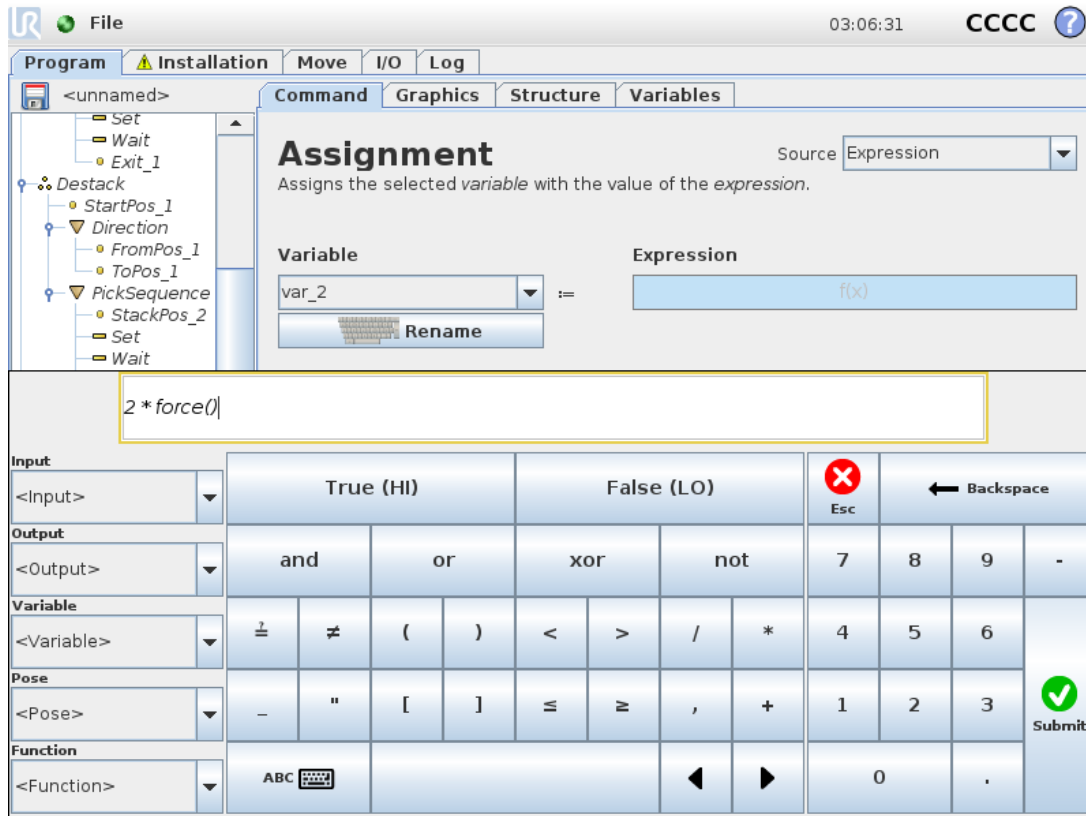 UR File 03:06:31 CCCC ?
Program Installation Move I/O Log
<unnamed> Command Graphics Structure Variables
Set
Wait
Exit_1
Destack
StartPos_1
Direction
FromPos_1
ToPos_1
PickSequence
StackPos_2
Set
Wait
Assignment
Source Expression
Assigns the selected variable with the value of the expression.
Variable Expression
var_2 := f(x)
Rename
2 * force()
Input
<Input> True (HI) False (LO) Esc Backspace
Output
<Output> and or xor not 7 8 9 -
Variable
<Variable> ≟ ≠ ( ) < > / * 4 5 6
Pose
<Pose> _ " [ ] ≤ ≥ , + 1 2 3 Submit
Function
<Function> ABC 0 .